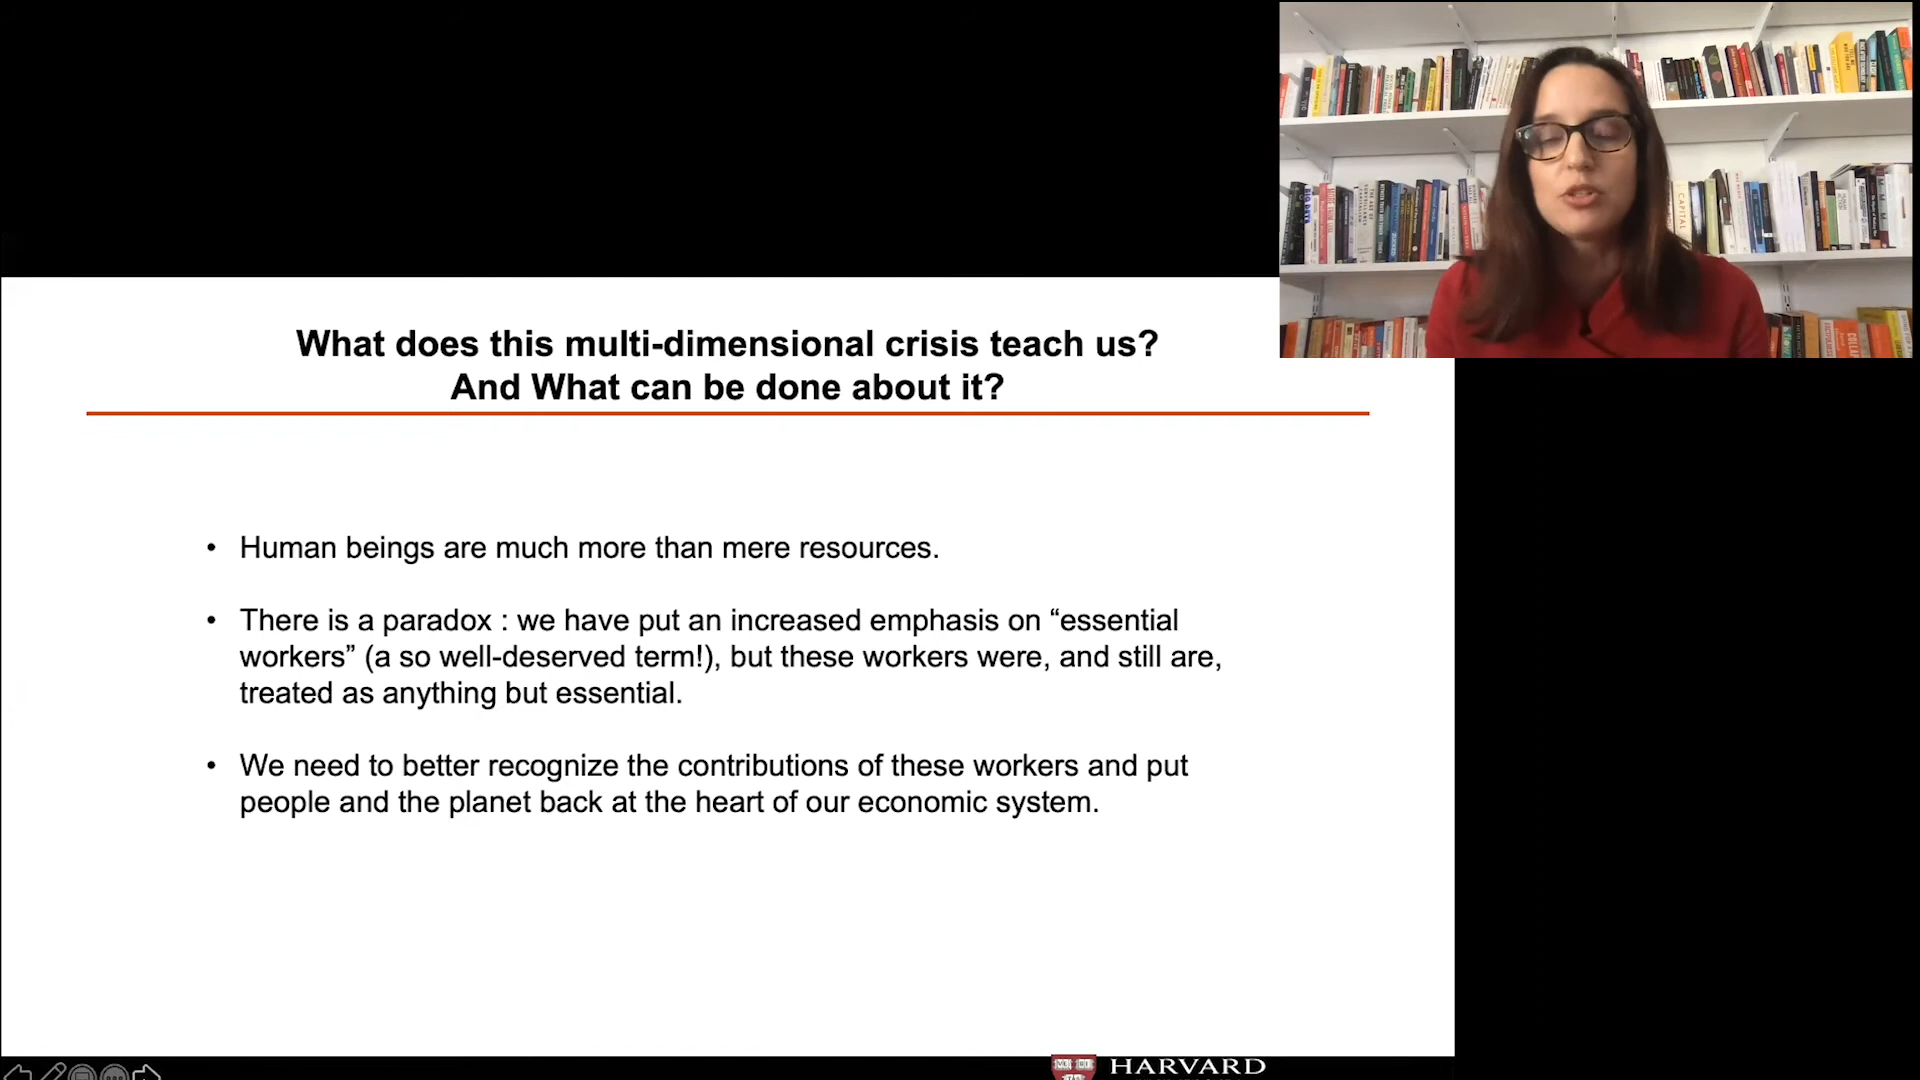 What does this multi-dimensional crisis teach us?
And What can be done about it?
• Human beings are much more than mere resources.
• There is a paradox : we have put an increased emphasis on “essential
workers” (a so well-deserved term!), but these workers were, and still are,
treated as anything but essential.
• We need to better recognize the contributions of these workers and put
people and the planet back at the heart of our economic system.
HARVARD
CAPITAL